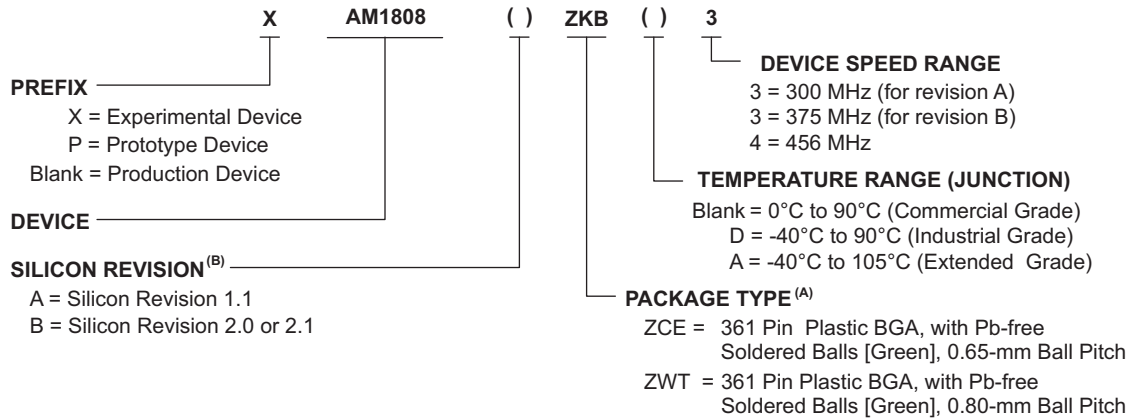 X AM1808 ( ) ZKB ( ) 3
PREFIX
X = Experimental Device
P = Prototype Device
Blank = Production Device
DEVICE
SILICON REVISION(B)
A = Silicon Revision 1.1
B = Silicon Revision 2.0 or 2.1
DEVICE SPEED RANGE
3 = 300 MHz (for revision A)
3 = 375 MHz (for revision B)
4 = 456 MHz
TEMPERATURE RANGE (JUNCTION)
Blank = 0°C to 90°C (Commercial Grade)
D = -40°C to 90°C (Industrial Grade)
A = -40°C to 105°C (Extended Grade)
PACKAGE TYPE(A)
ZCE = 361 Pin Plastic BGA, with Pb-free
Soldered Balls [Green], 0.65-mm Ball Pitch
ZWT = 361 Pin Plastic BGA, with Pb-free
Soldered Balls [Green], 0.80-mm Ball Pitch